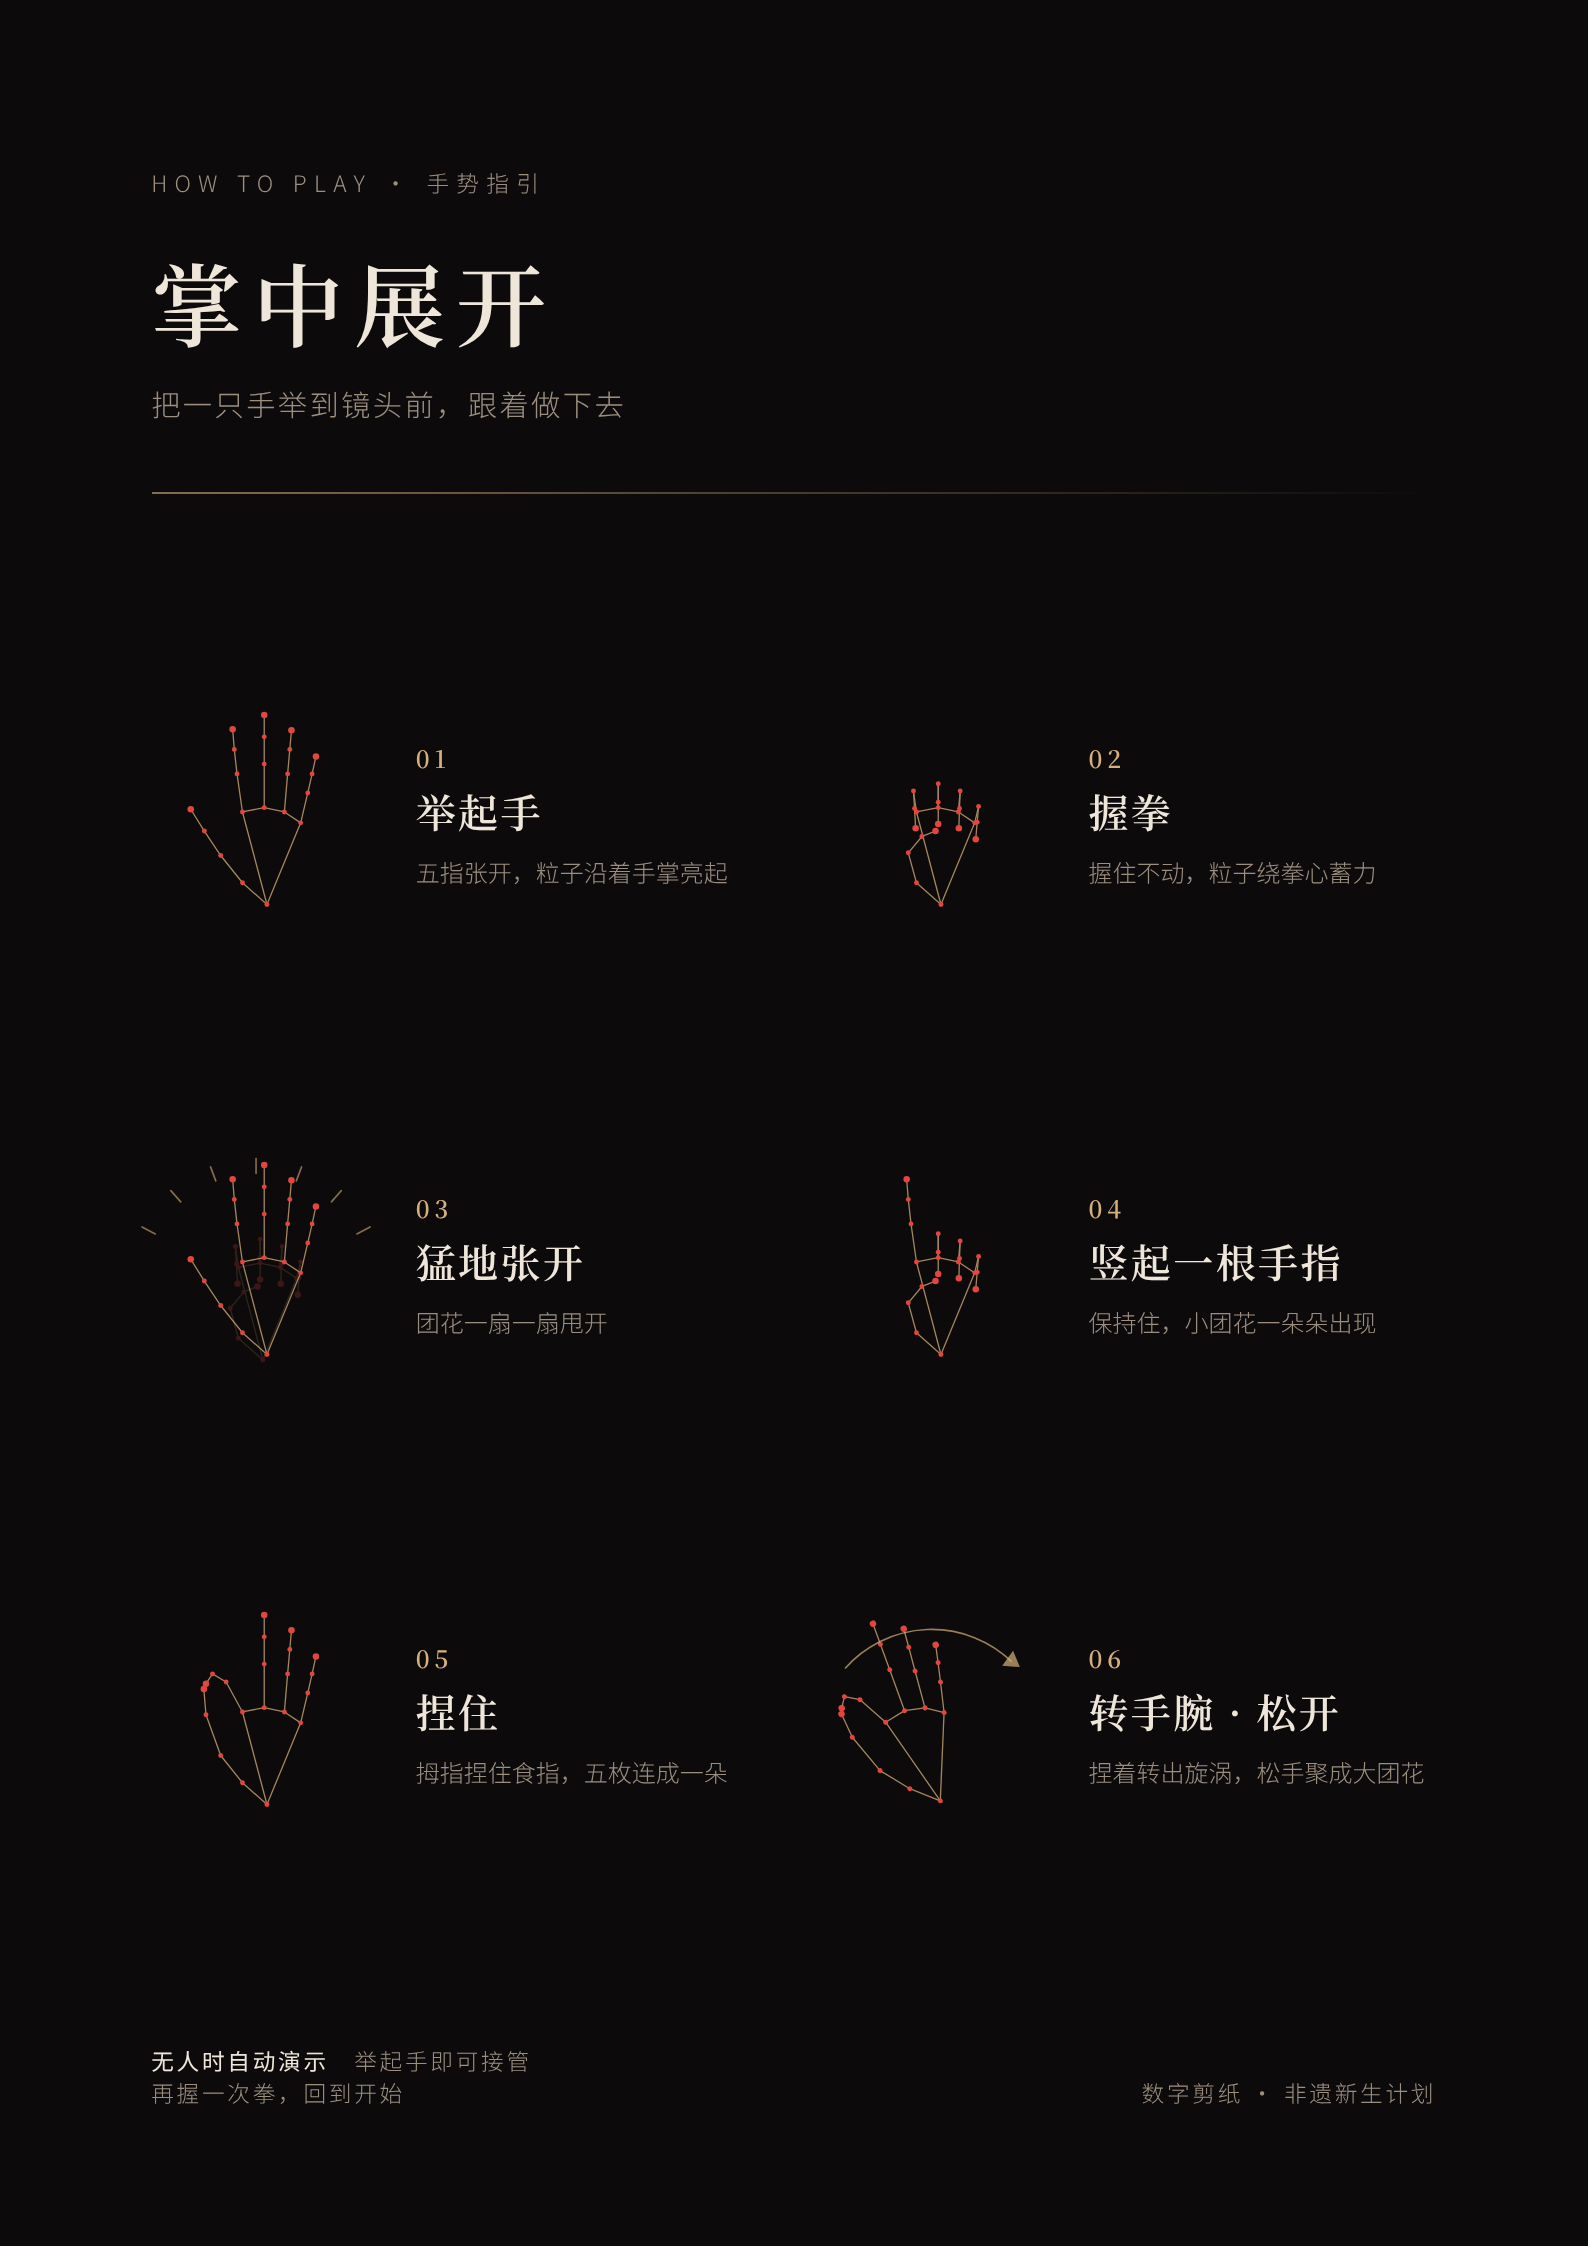 HOW TO PLAY · 手势指引
掌中展开
把一只手举到镜头前，跟着做下去
01
举起手
五指张开，粒子沿着手掌亮起
02
握拳
握住不动，粒子绕拳心蓄力
03
猛地张开
团花一扇一扇甩开
04
竖起一根手指
保持住，小团花一朵朵出现
05
捏住
拇指捏住食指，五枚连成一朵
06
转手腕 · 松开
捏着转出旋涡，松手聚成大团花
无人时自动演示 举起手即可接管
再握一次拳，回到开始
数字剪纸 · 非遗新生计划